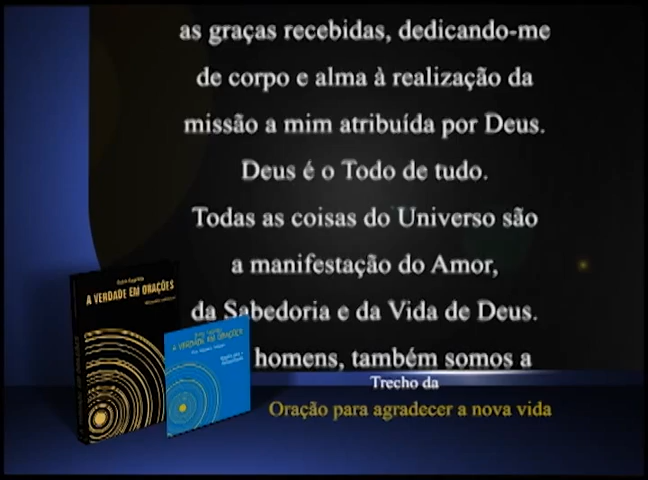 as graças recebidas, dedicando-me
de corpo e alma à realização da
missão a mim atribuída por Deus.
Deus é o Todo de tudo.
Todas as coisas do Universo são
a manifestação do Amor,
da Sabedoria e da Vida de Deus.
homens, também somos a
Trecho da
Oração para agradecer a nova vida
A VERDADE EM ORAÇÕES
A VERDADE EM ORAÇÕES